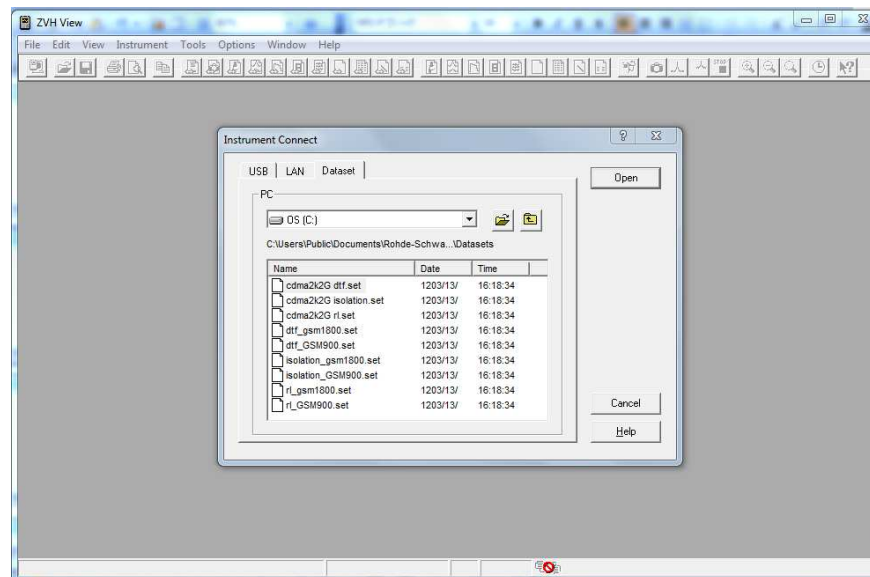 ZVH View
File Edit View Instrument Tools Options Window Help
Instrument Connect
USB LAN Dataset
Open
PC
OS (C:)
C:\Users\Public\Documents\Rohde-Schwa...\Datasets
Name Date Time
cdma2k2G dtf.set 1203/13/ 16:18:34
cdma2k2G isolation.set 1203/13/ 16:18:34
cdma2k2G rl.set 1203/13/ 16:18:34
dtf_gsm1800.set 1203/13/ 16:18:34
dtf_GSM900.set 1203/13/ 16:18:34
isolation_gsm1800.set 1203/13/ 16:18:34
isolation_GSM900.set 1203/13/ 16:18:34
rl_gsm1800.set 1203/13/ 16:18:34
rl_GSM900.set 1203/13/ 16:18:34
Cancel
Help